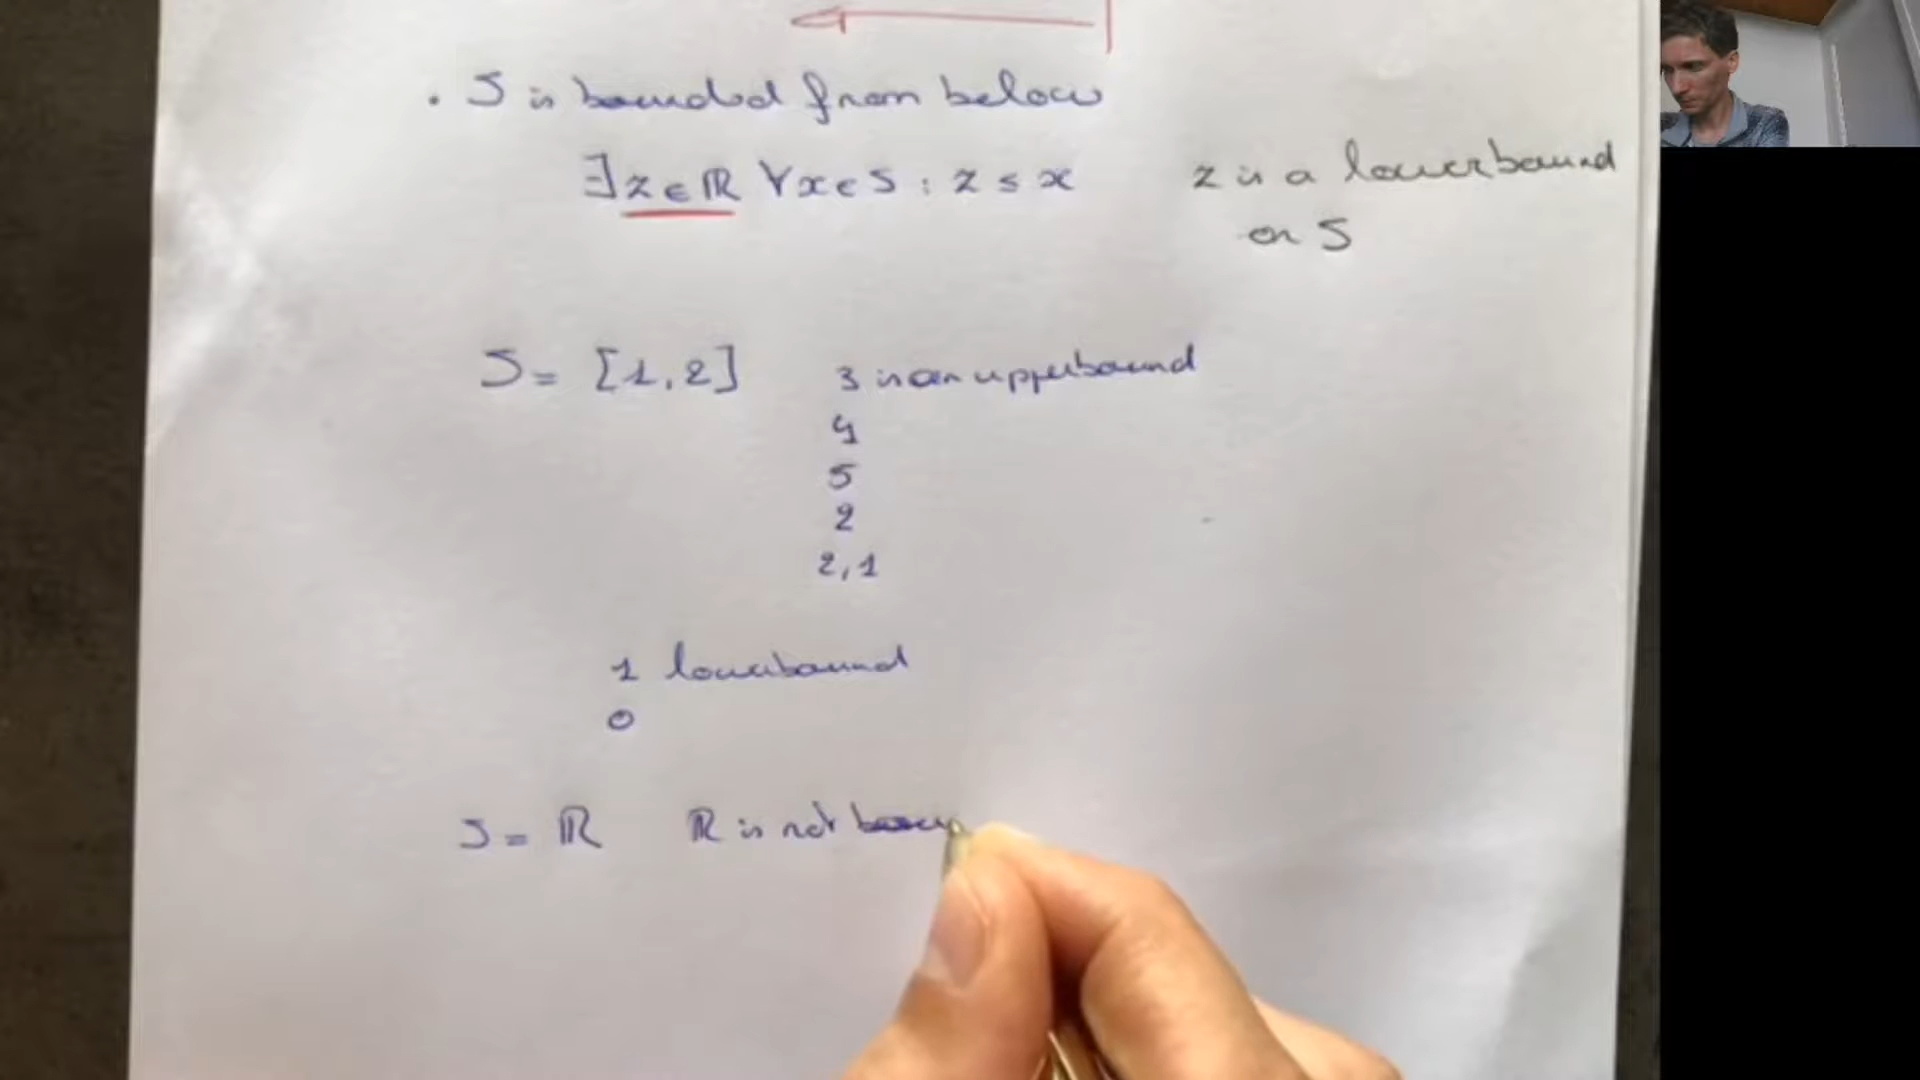 . S is bounded from below
∃ z ∈ ℝ ∀ x ∈ S : z ≤ x
z is a lowerbound
on S
S = [1,2] 3 is an upperbound
4
5
2
2,1
1 lowerbound
0
S = ℝ ℝ is not boun